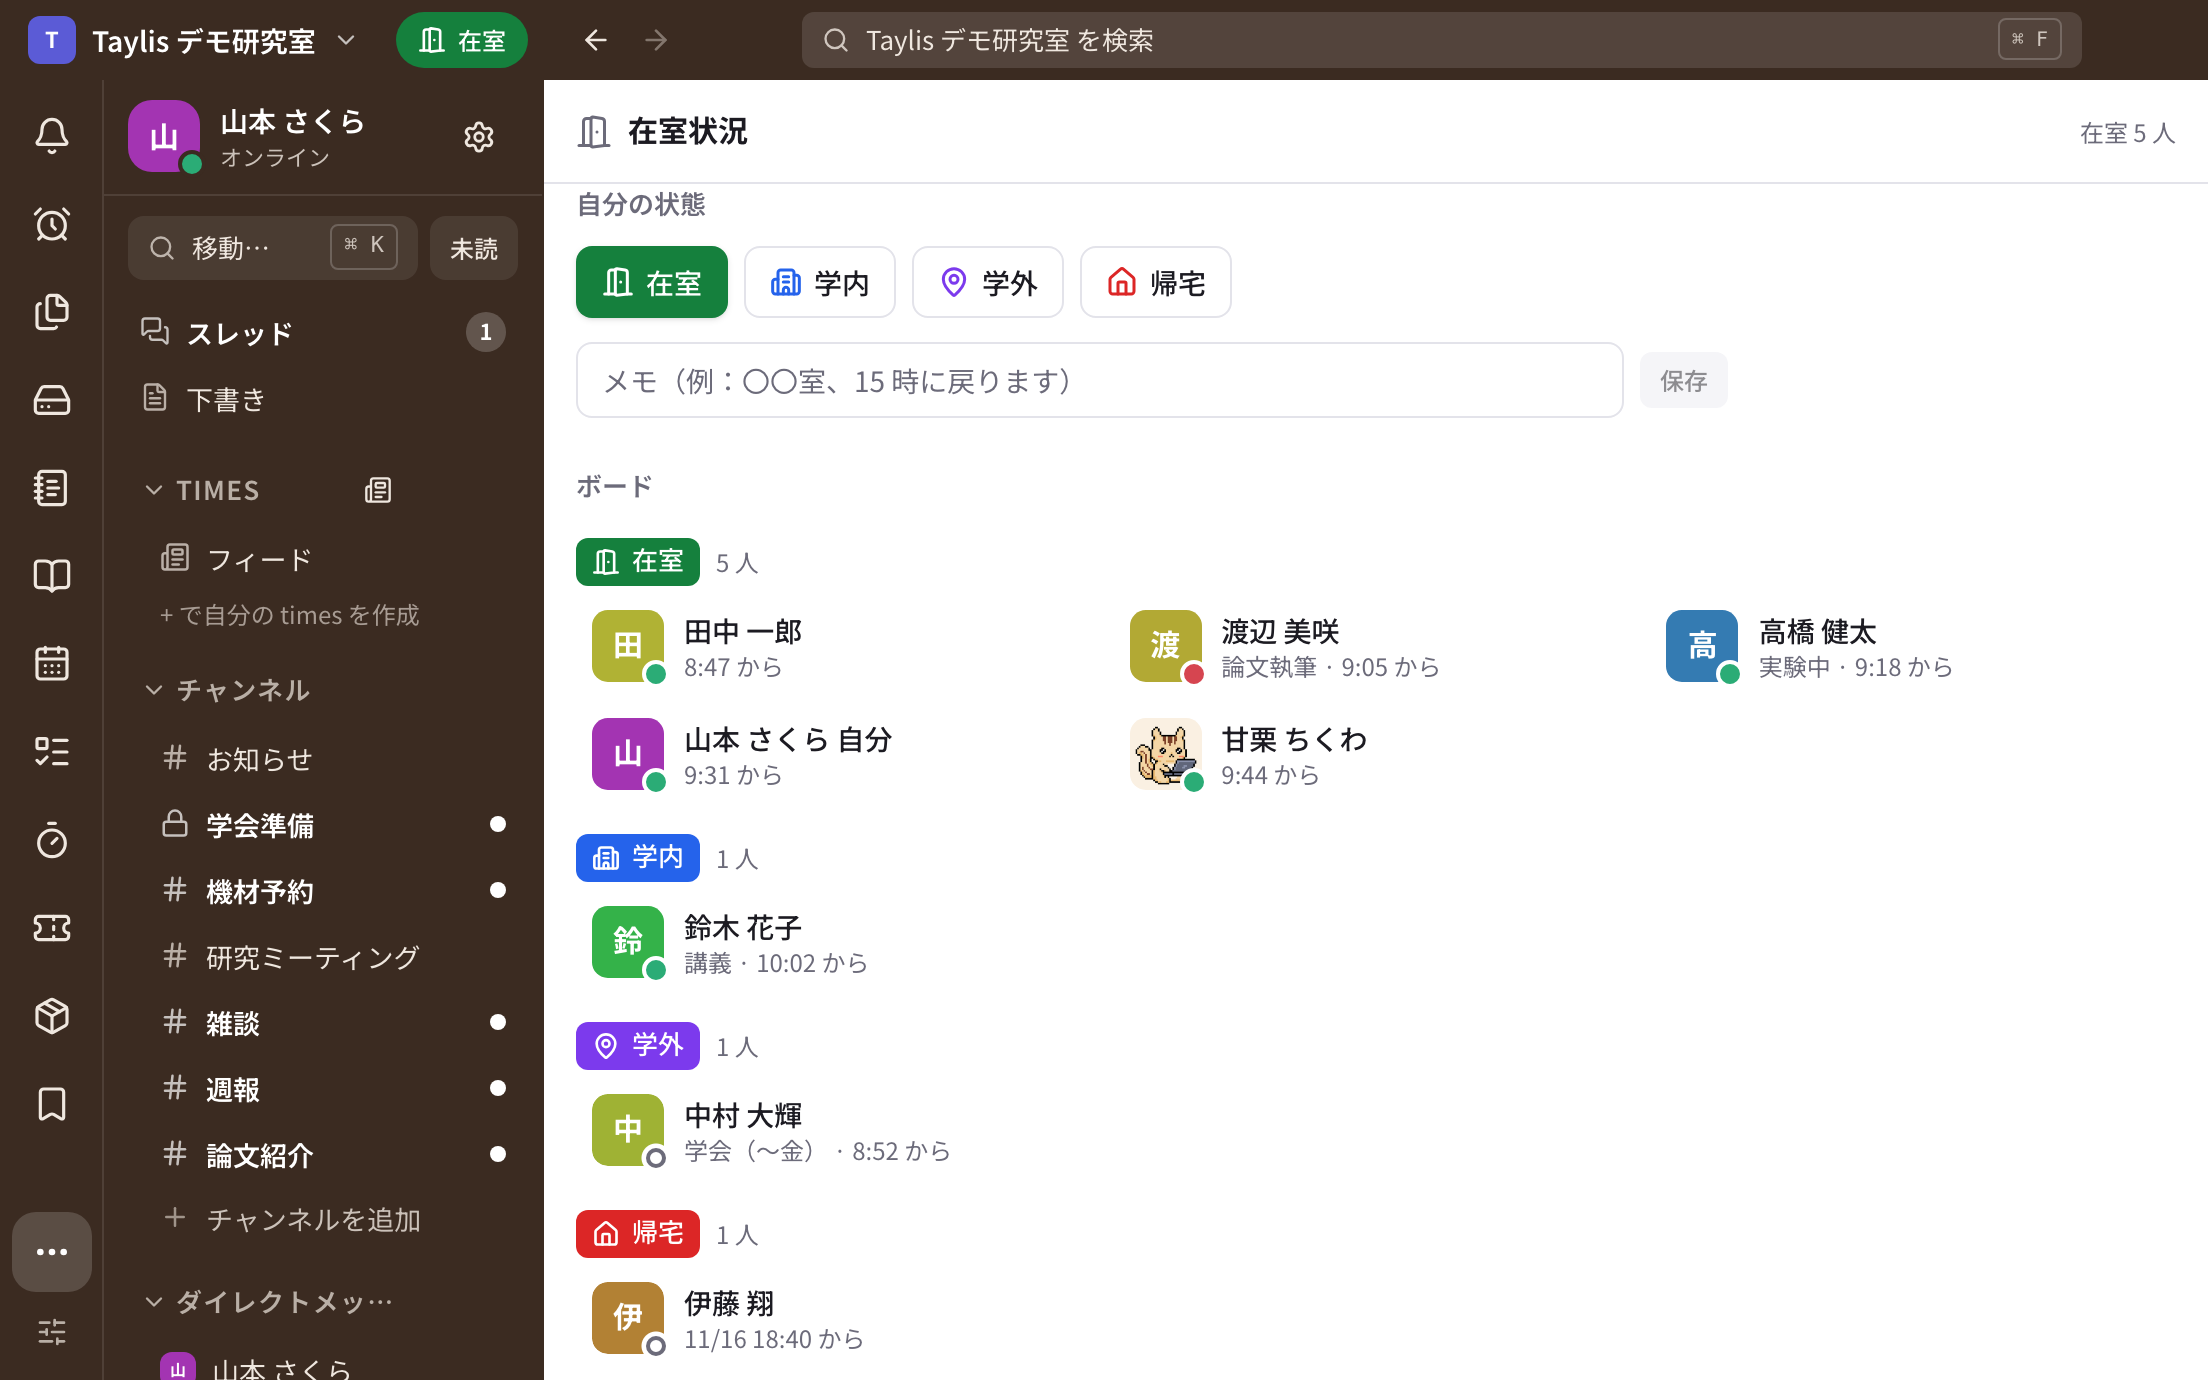 T Taylis デモ研究室 在室
Taylis デモ研究室 を検索 ⌘ F
山 山本 さくら
オンライン
移動… ⌘ K 未読
スレッド 1
下書き
TIMES
フィード
+ で自分の times を作成
チャンネル
# お知らせ
学会準備
# 機材予約
# 研究ミーティング
# 雑談
# 週報
# 論文紹介
+ チャンネルを追加
ダイレクトメッ…
山 山本 さくら
在室状況 在室 5 人
自分の状態
在室 学内 学外 帰宅
メモ（例：〇〇室、15 時に戻ります） 保存
ボード
在室 5 人
田 田中 一郎
8:47 から
渡 渡辺 美咲
論文執筆 · 9:05 から
高 高橋 健太
実験中 · 9:18 から
山 山本 さくら 自分
9:31 から
甘栗 ちくわ
9:44 から
学内 1 人
鈴 鈴木 花子
講義 · 10:02 から
学外 1 人
中 中村 大輝
学会（〜金） · 8:52 から
帰宅 1 人
伊 伊藤 翔
11/16 18:40 から